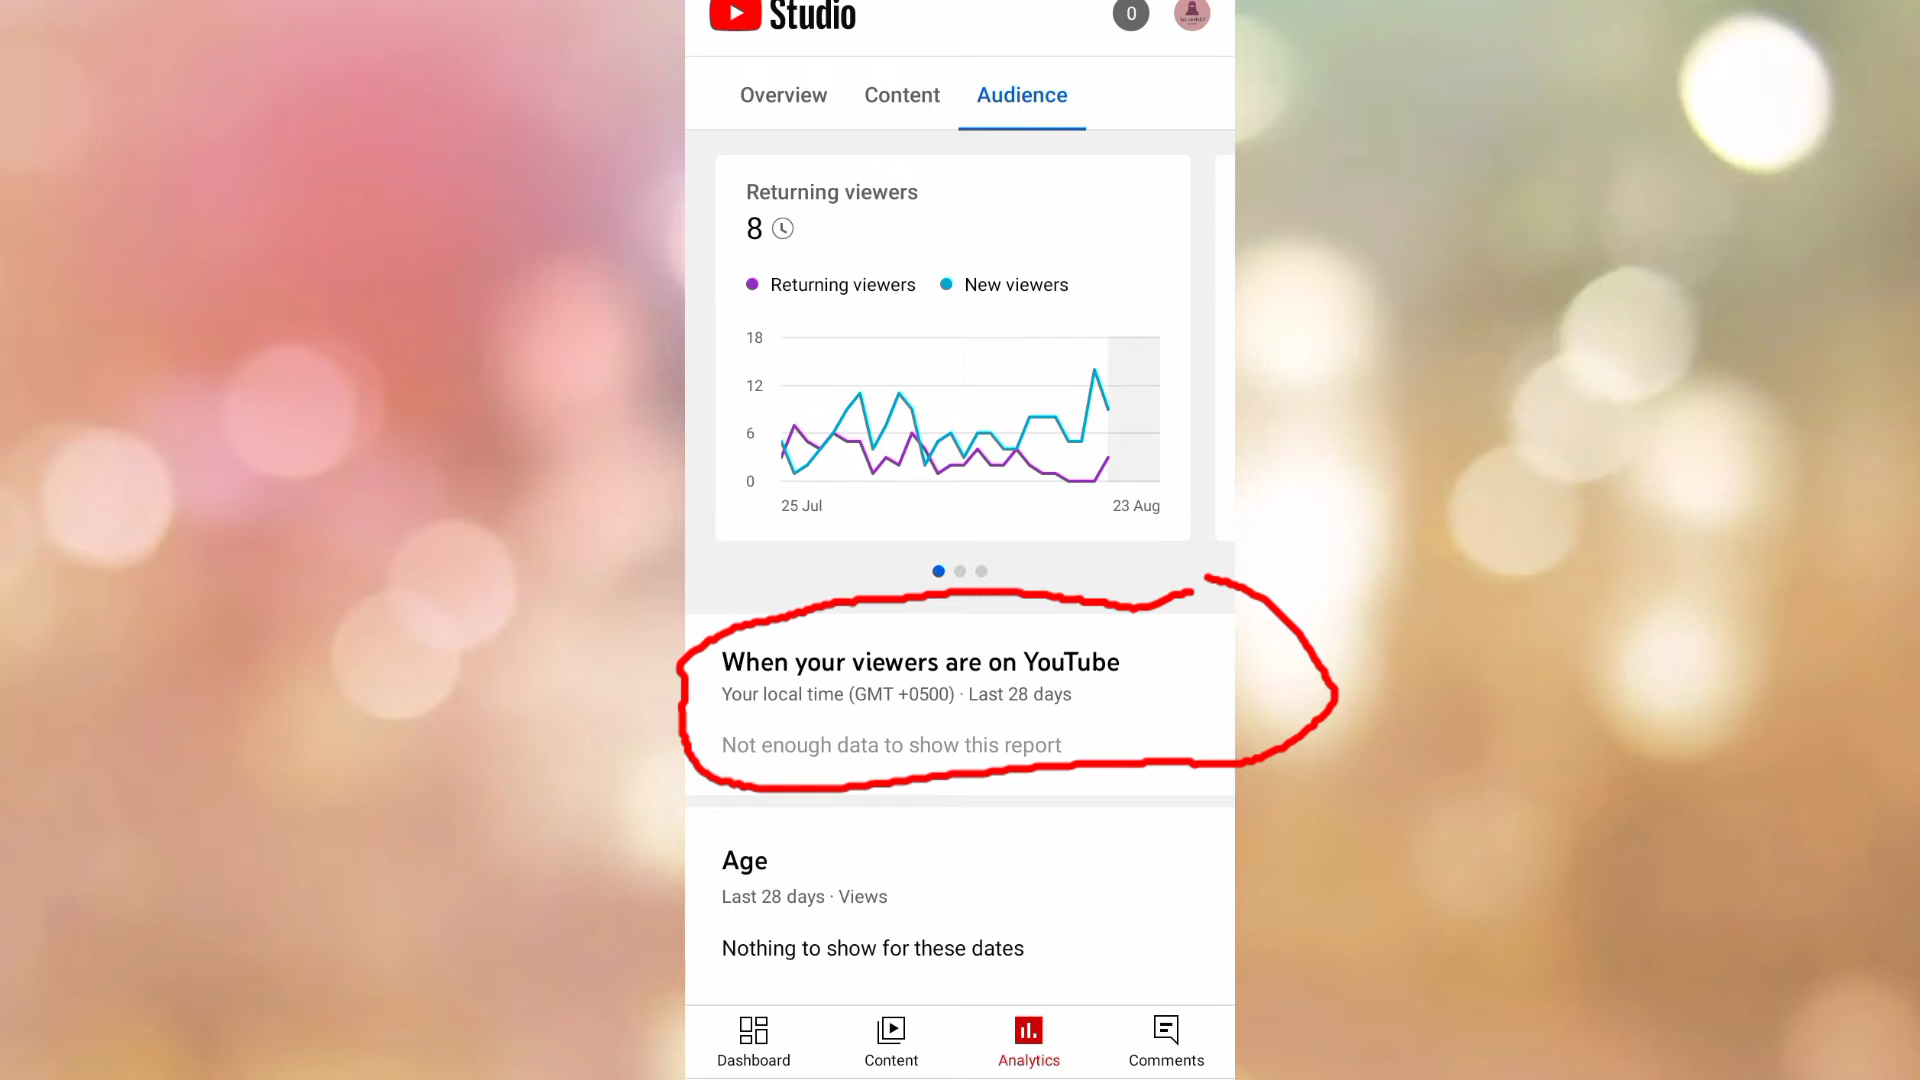 Studio
0
Overview Content Audience
Returning viewers
8
Returning viewers New viewers
18
12
6
0
25 Jul 23 Aug
When your viewers are on YouTube
Your local time (GMT +0500) · Last 28 days
Not enough data to show this report
Age
Last 28 days · Views
Nothing to show for these dates
Dashboard Content Analytics Comments